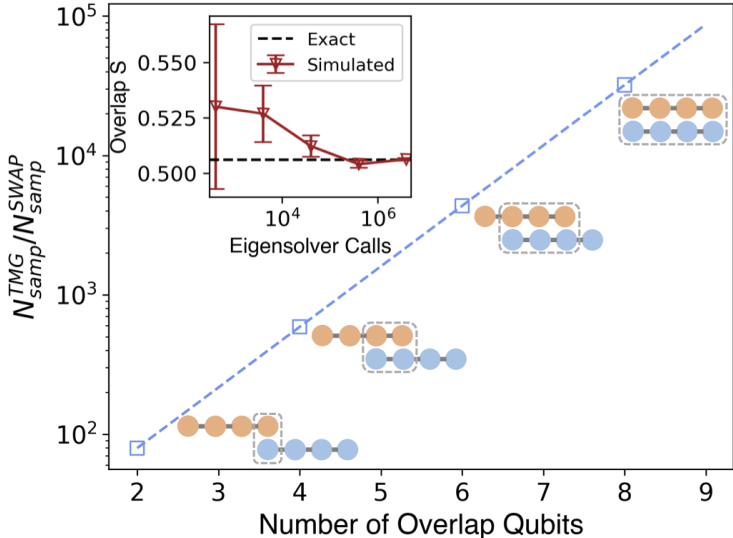 10^5
10^4
10^3
10^2
N_samp^TMG/N_samp^SWAP
Exact
Simulated
0.550
0.525
0.500
Overlap S
10^4 10^6
Eigensolver Calls
2 3 4 5 6 7 8 9
Number of Overlap Qubits